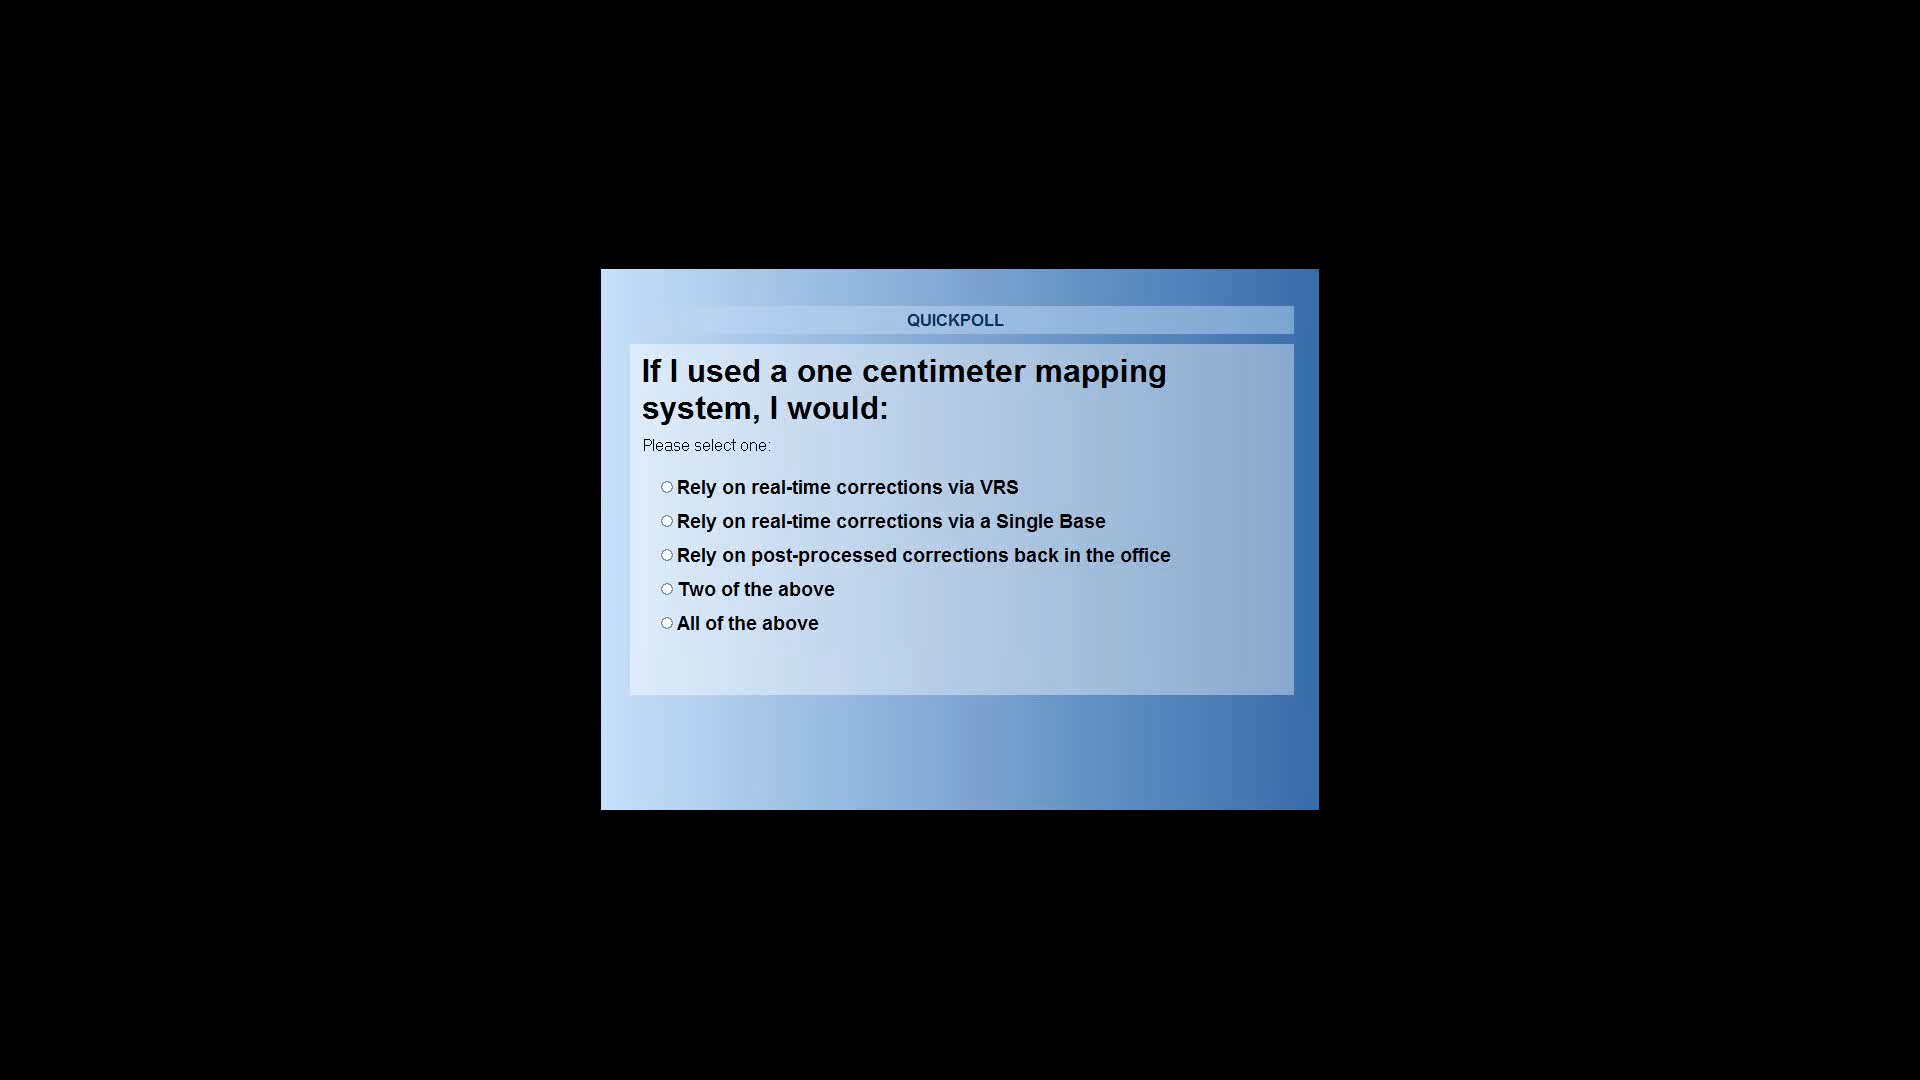 QUICKPOLL
If I used a one centimeter mapping
system, I would:
Please select one:
Rely on real-time corrections via VRS
Rely on real-time corrections via a Single Base
Rely on post-processed corrections back in the office
Two of the above
All of the above